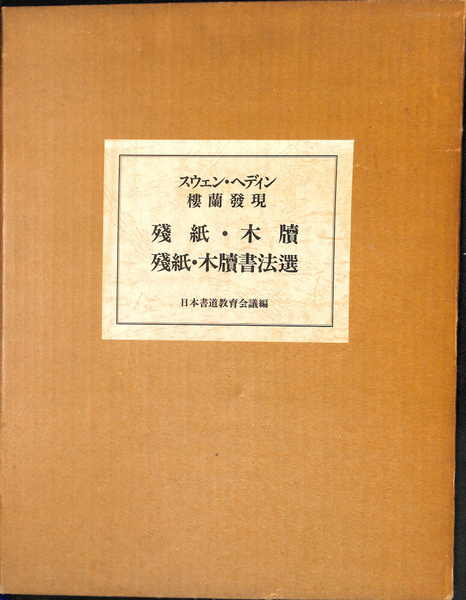 スウェン・ヘディン
樓蘭發現
殘紙・木牘
殘紙・木牘書法選
日本書道教育会議編